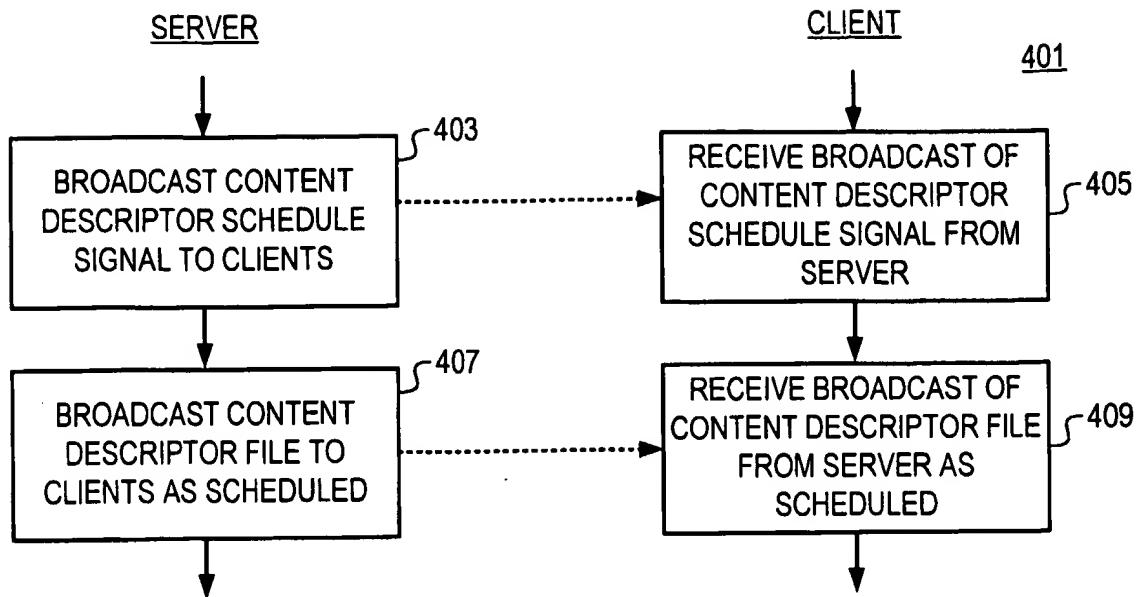 SERVER
CLIENT
401
403
BROADCAST CONTENT
DESCRIPTOR SCHEDULE
SIGNAL TO CLIENTS
RECEIVE BROADCAST OF
CONTENT DESCRIPTOR
SCHEDULE SIGNAL FROM
SERVER
405
407
BROADCAST CONTENT
DESCRIPTOR FILE TO
CLIENTS AS SCHEDULED
RECEIVE BROADCAST OF
CONTENT DESCRIPTOR FILE
FROM SERVER AS
SCHEDULED
409